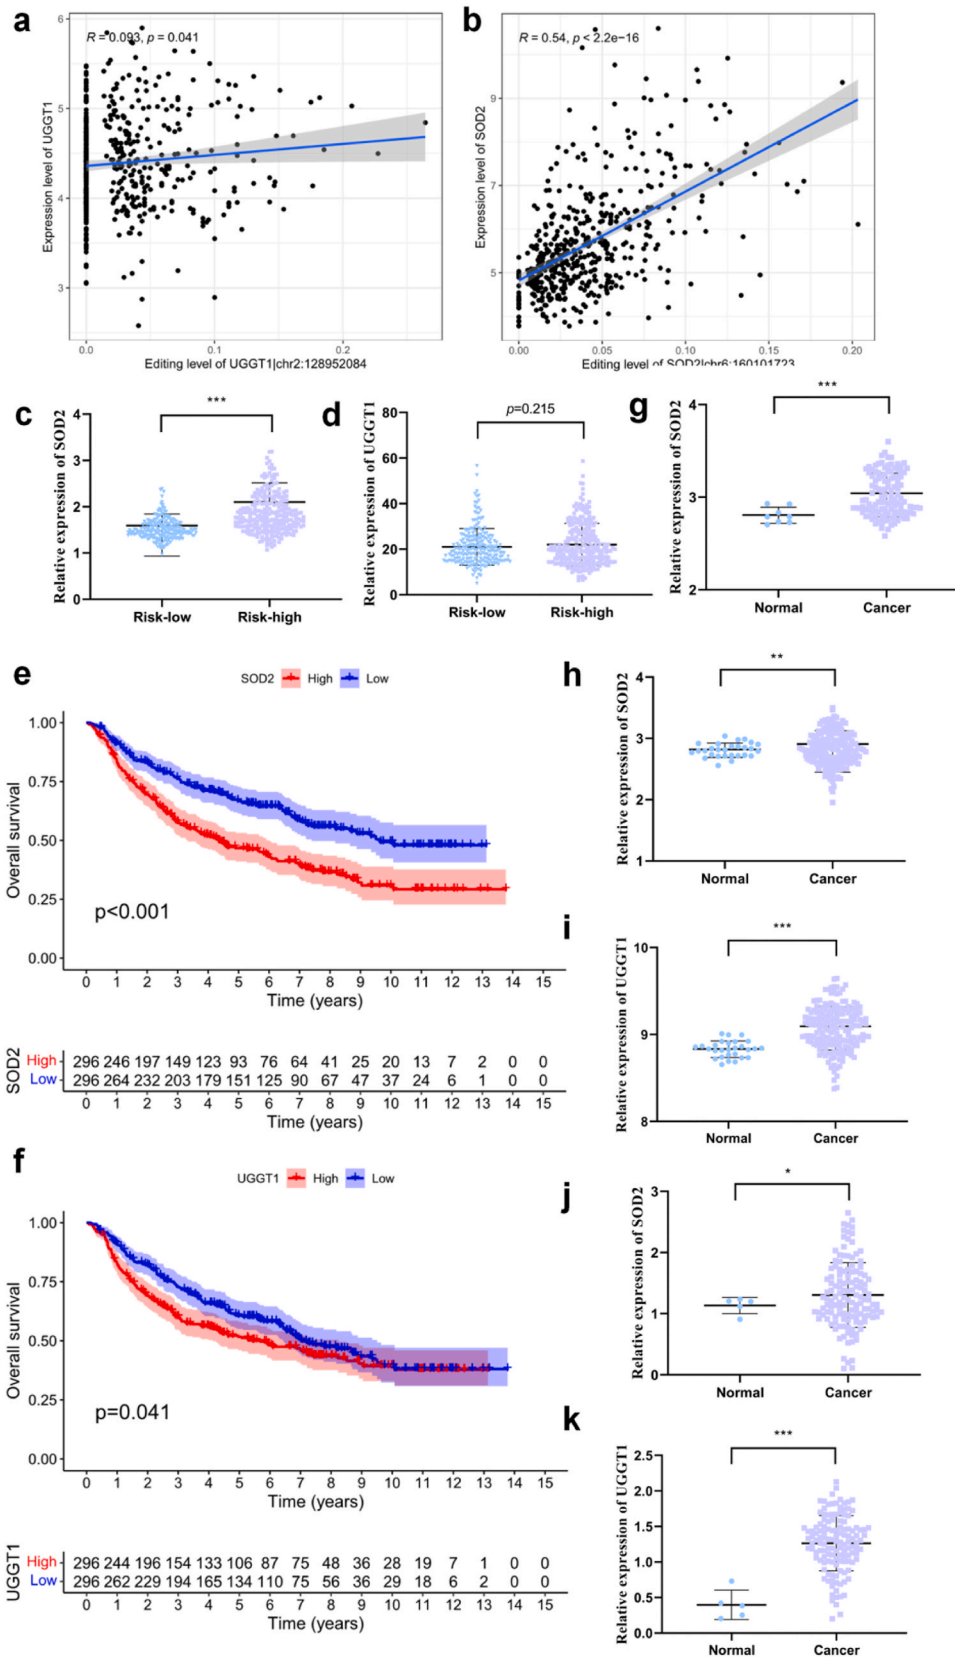 a
R = 0.093, p = 0.041
Expression level of UGGT1
6
5
4
3
0.0 0.1 0.2
Editing level of UGGT1|chr2:128952084
b
R = 0.54, p < 2.2e−16
Expression level of SOD2
9
7
5
0.00 0.05 0.10 0.15 0.20
Editing level of SOD2|chr6:160101723
c
***
Relative expression of SOD2
4
3
2
1
0
Risk-low Risk-high
d
p=0.215
Relative expression of UGGT1
80
60
40
20
0
Risk-low Risk-high
g
***
Relative expression of SOD2
4
3
2
Normal Cancer
e
SOD2 High Low
Overall survival
1.00
0.75
0.50
0.25
0.00
p<0.001
0 1 2 3 4 5 6 7 8 9 10 11 12 13 14 15
Time (years)
SOD2
High 296 246 197 149 123 93 76 64 41 25 20 13 7 2 0 0
Low 296 264 232 203 179 151 125 90 67 47 37 24 6 1 0 0
0 1 2 3 4 5 6 7 8 9 10 11 12 13 14 15
Time (years)
h
**
Relative expression of SOD2
4
3
2
1
Normal Cancer
i
***
Relative expression of UGGT1
10
9
8
Normal Cancer
f
UGGT1 High Low
Overall survival
1.00
0.75
0.50
0.25
0.00
p=0.041
0 1 2 3 4 5 6 7 8 9 10 11 12 13 14 15
Time (years)
UGGT1
High 296 244 196 154 133 106 87 75 48 36 28 19 7 1 0 0
Low 296 262 229 194 165 134 110 75 56 36 29 18 6 2 0 0
0 1 2 3 4 5 6 7 8 9 10 11 12 13 14 15
Time (years)
j
*
Relative expression of SOD2
3
2
1
0
Normal Cancer
k
***
Relative expression of UGGT1
2.5
2.0
1.5
1.0
0.5
0.0
Normal Cancer